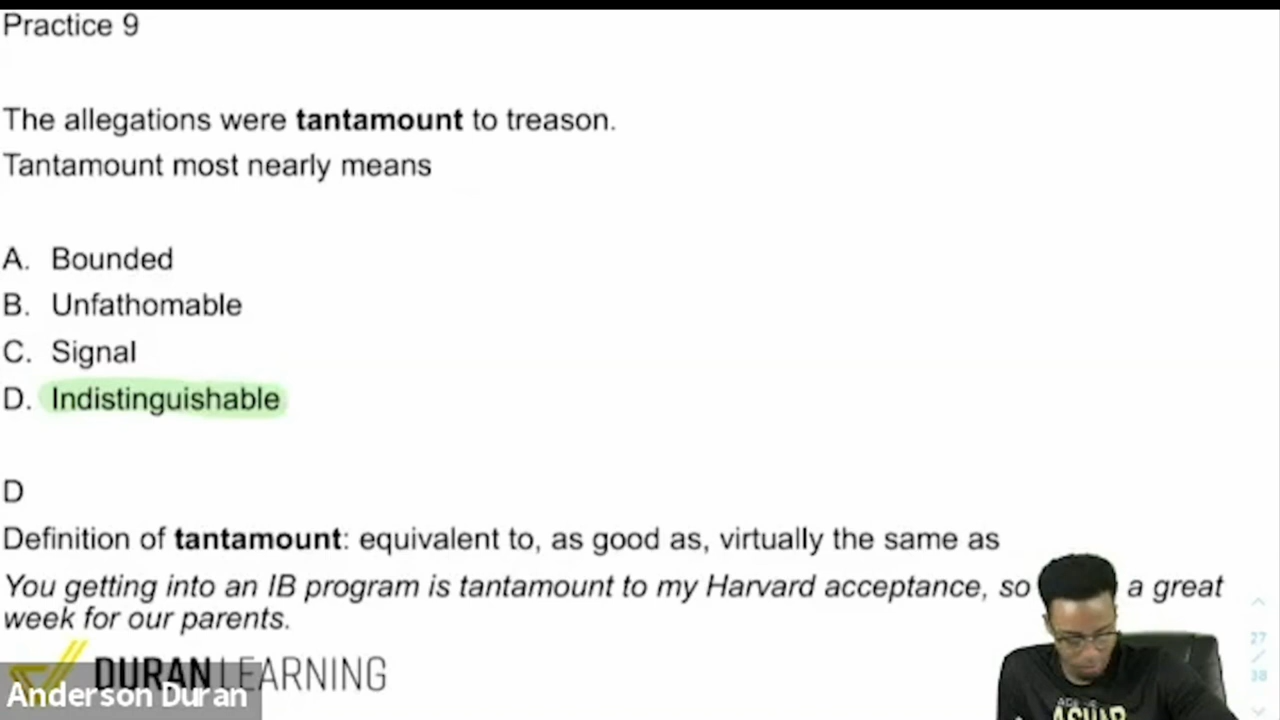 Practice 9
The allegations were tantamount to treason.
Tantamount most nearly means
A. Bounded
B. Unfathomable
C. Signal
D. Indistinguishable
D
Definition of tantamount: equivalent to, as good as, virtually the same as
You getting into an IB program is tantamount to my Harvard acceptance, so a great
week for our parents.
27
/
38
DURAN LEARNING
Anderson Duran